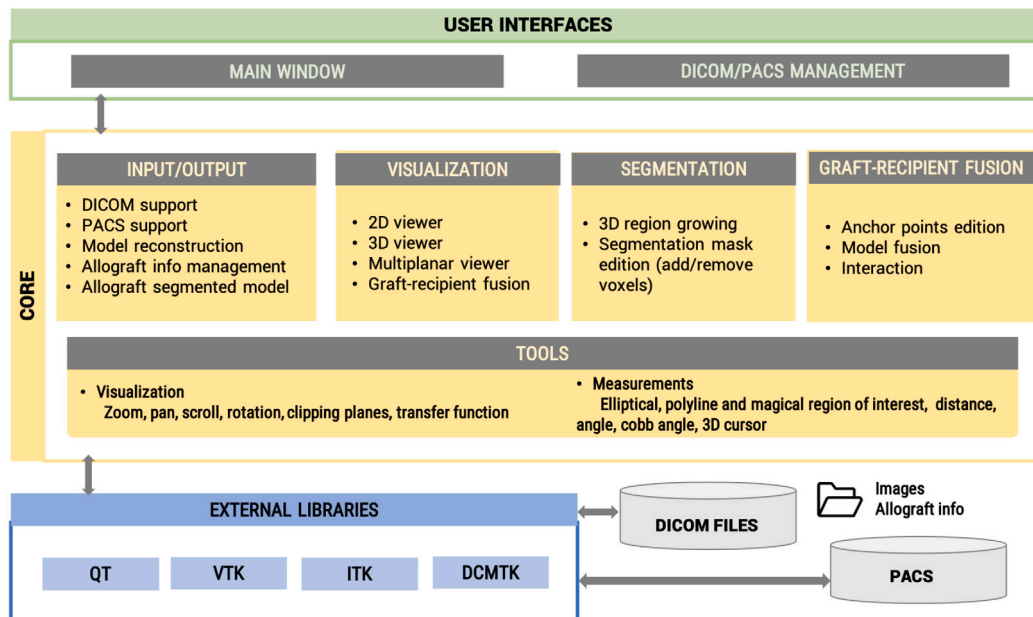 USER INTERFACES
MAIN WINDOW
DICOM/PACS MANAGEMENT
CORE
INPUT/OUTPUT
• DICOM support
• PACS support
• Model reconstruction
• Allograft info management
• Allograft segmented model
VISUALIZATION
• 2D viewer
• 3D viewer
• Multiplanar viewer
• Graft-recipient fusion
SEGMENTATION
• 3D region growing
• Segmentation mask
edition (add/remove
voxels)
GRAFT-RECIPIENT FUSION
• Anchor points edition
• Model fusion
• Interaction
TOOLS
• Visualization
Zoom, pan, scroll, rotation, clipping planes, transfer function
• Measurements
Elliptical, polyline and magical region of interest, distance,
angle, cobb angle, 3D cursor
EXTERNAL LIBRARIES
QT
VTK
ITK
DCMTK
DICOM FILES
Images
Allograft info
PACS